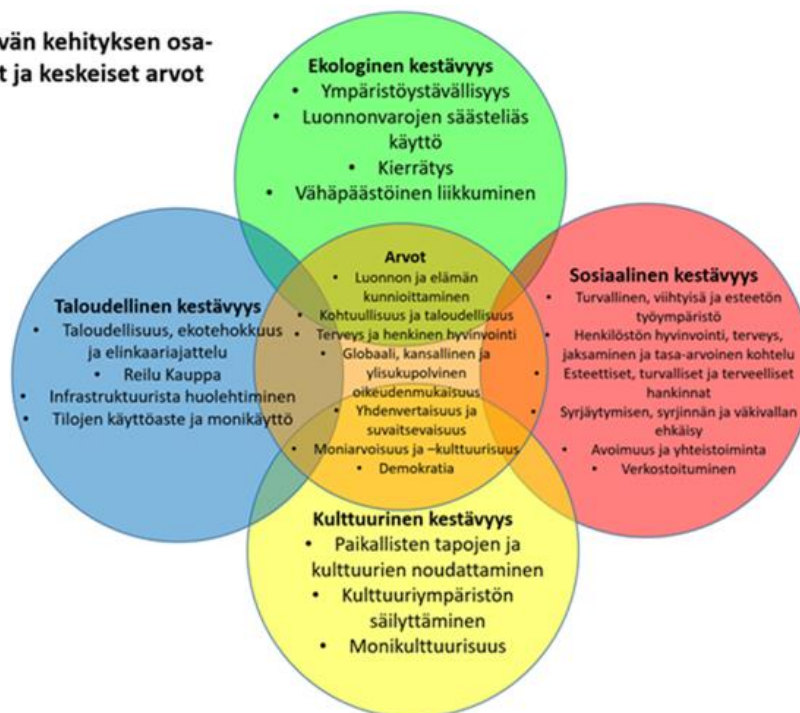 vän kehityksen osa-
t ja keskeiset arvot
Ekologinen kestävyys
• Ympäristöystävällisyys
• Luonnonvarojen säästeliäs
käyttö
• Kierrätys
• Vähäpäästöinen liikkuminen
Taloudellinen kestävyys
• Taloudellisuus, ekotehokkuus
ja elinkaariajattelu
• Reilu Kauppa
• Infrastruktuurista huolehtiminen
• Tilojen käyttöaste ja monikäyttö
Arvot
• Luonnon ja elämän
kunnioittaminen
• Kohtuullisuus ja taloudellisuus
• Terveys ja henkinen hyvinvointi
• Globaali, kansallinen ja
ylisukupolvinen
oikeudenmukaisuus
• Yhdenvertaisuus ja
suvaitsevaisuus
• Moniarvoisuus ja –kulttuurisuus
• Demokratia
Sosiaalinen kestävyys
• Turvallinen, viihtyisä ja esteetön
työympäristö
• Henkilöstön hyvinvointi, terveys,
jaksaminen ja tasa-arvoinen kohtelu
• Esteettiset, turvalliset ja terveelliset
hankinnat
• Syrjäytymisen, syrjinnän ja väkivallan
ehkäisy
• Avoimuus ja yhteistoiminta
• Verkostoituminen
Kulttuurinen kestävyys
• Paikallisten tapojen ja
kulttuurien noudattaminen
• Kulttuuriympäristön
säilyttäminen
• Monikulttuurisuus